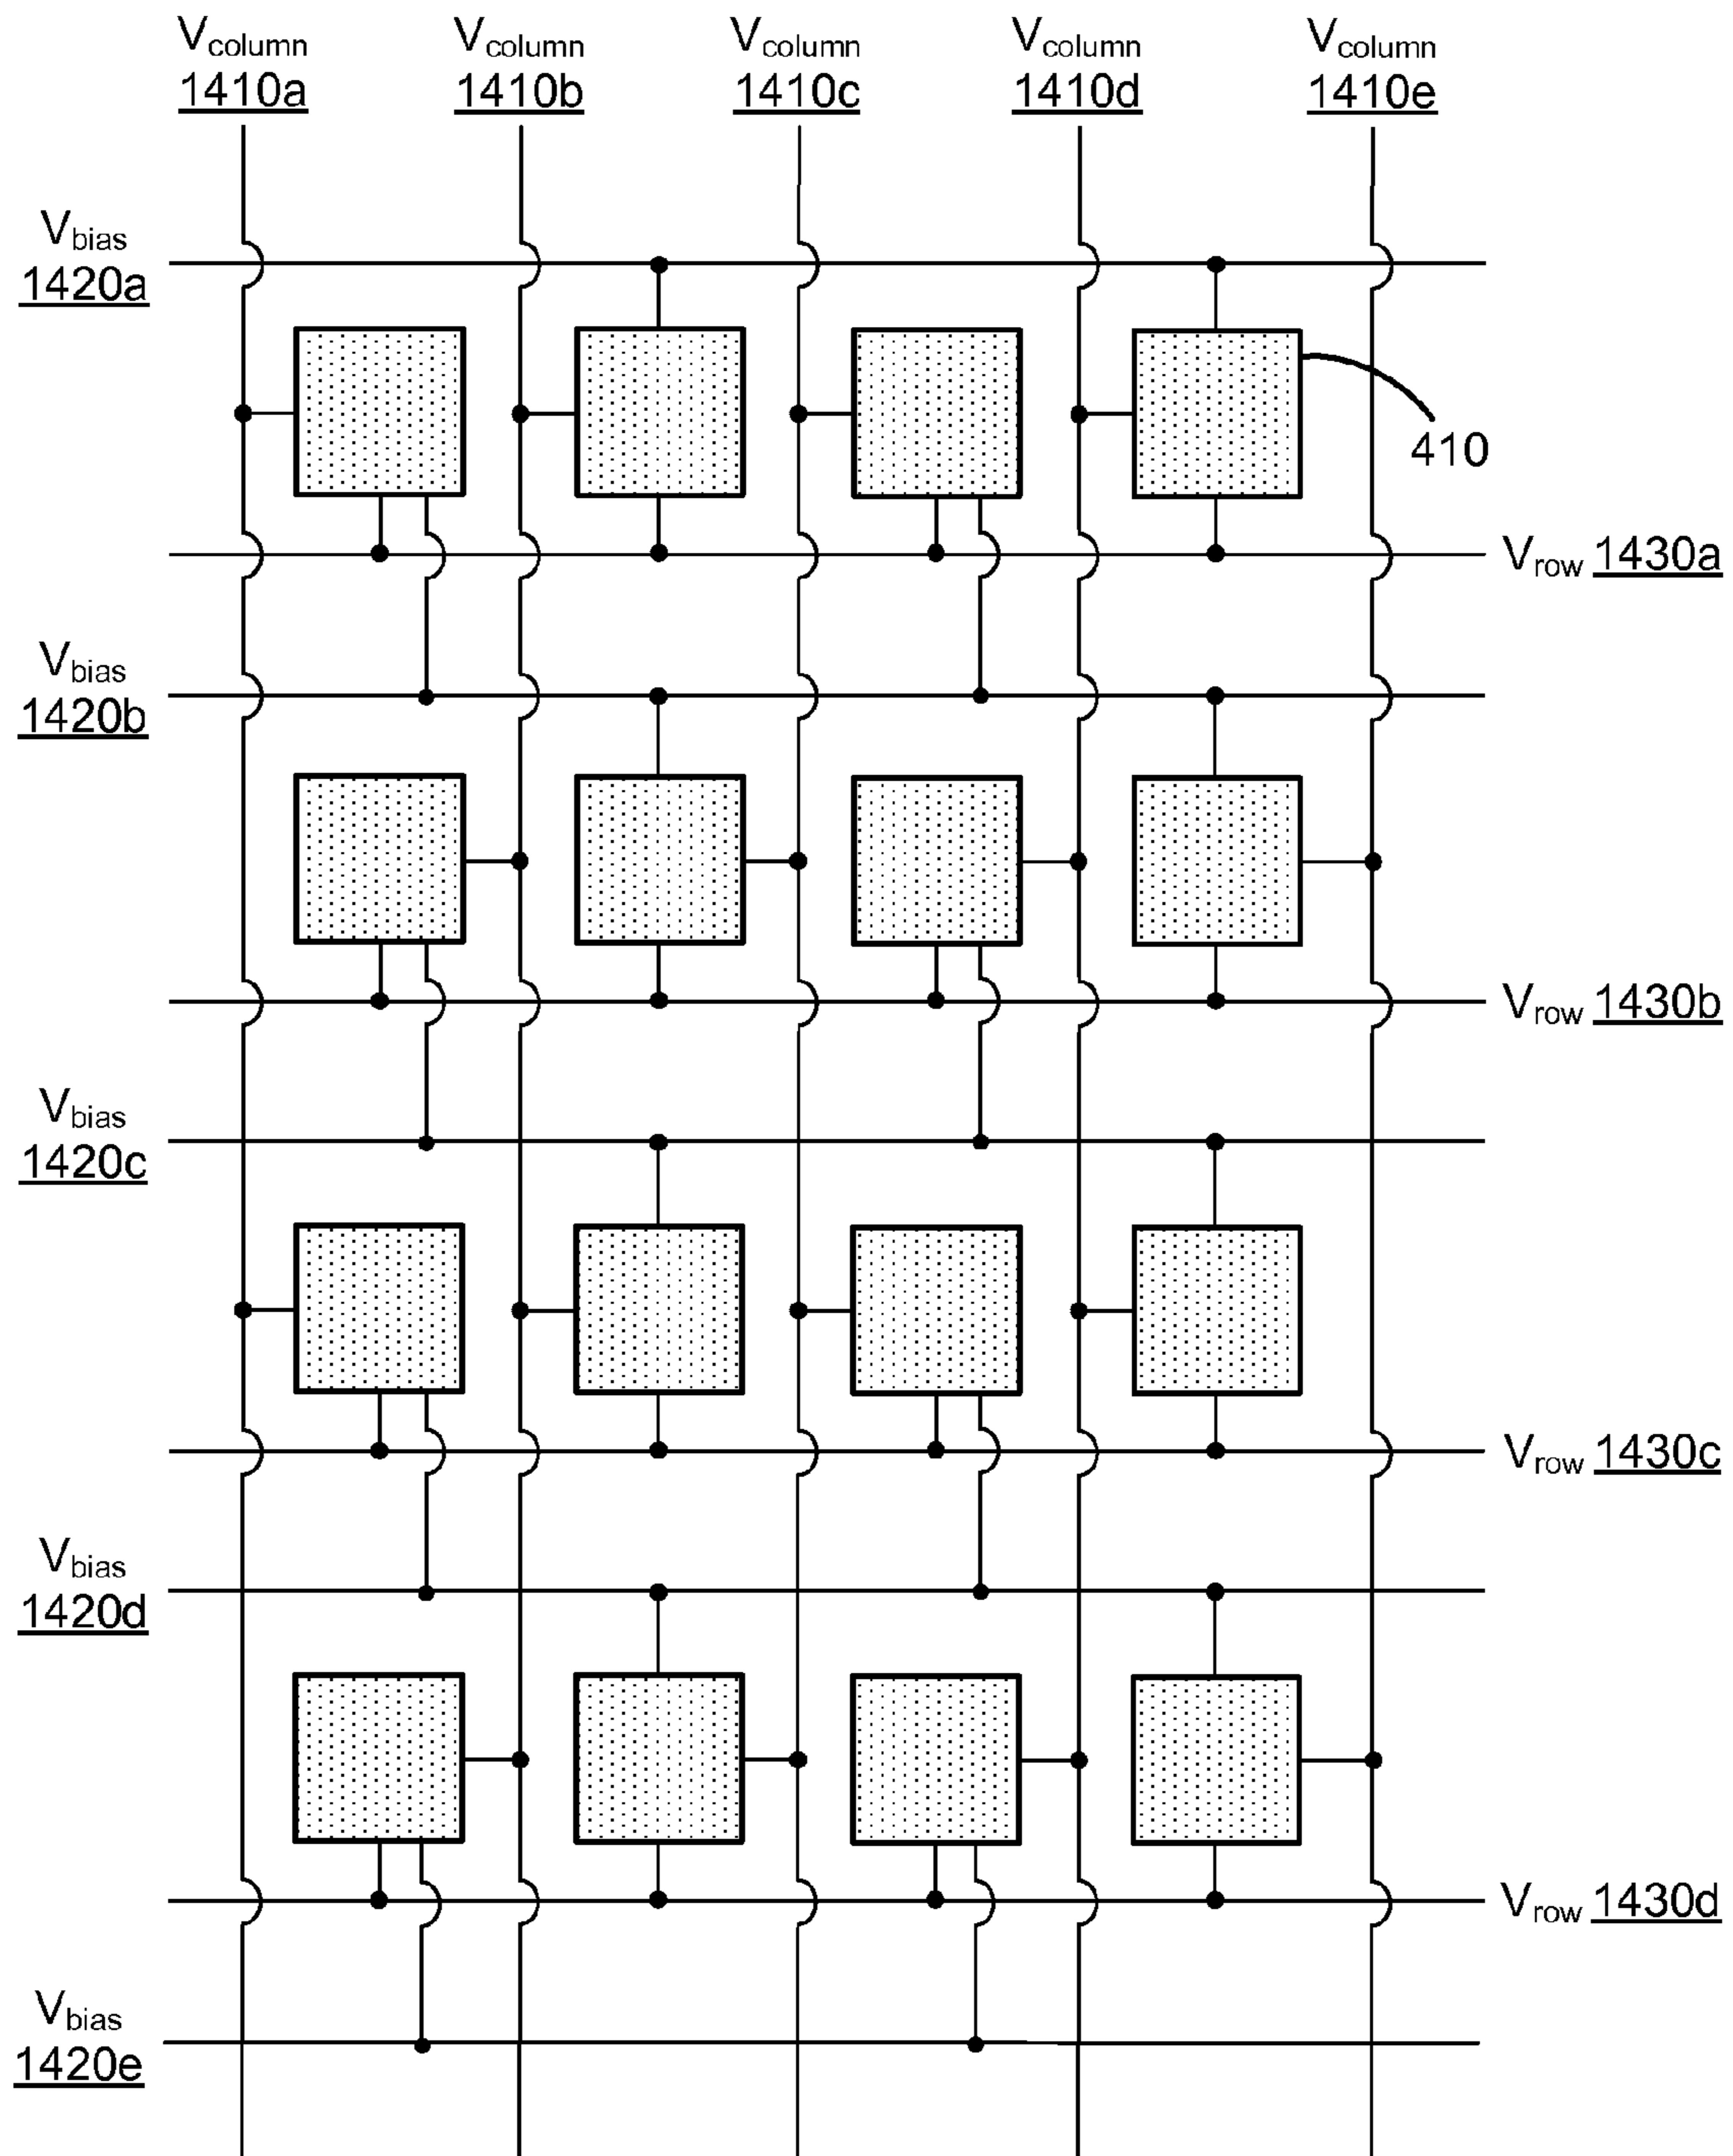 Vcolumn Vcolumn Vcolumn Vcolumn Vcolumn
1410a 1410b 1410c 1410d 1410e
Vbias
1420a
410
Vrow 1430a
Vbias
1420b
Vrow 1430b
Vbias
1420c
Vrow 1430c
Vbias
1420d
Vrow 1430d
Vbias
1420e